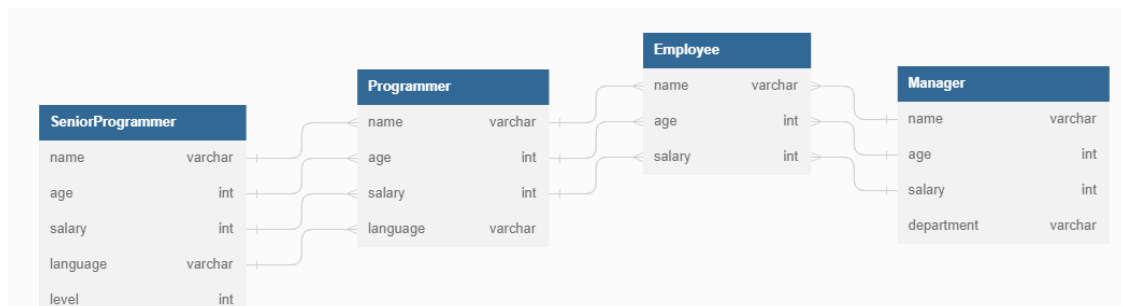 SeniorProgrammer
name varchar
age int
salary int
language varchar
level int
Programmer
name varchar
age int
salary int
language varchar
Employee
name varchar
age int
salary int
Manager
name varchar
age int
salary int
department varchar